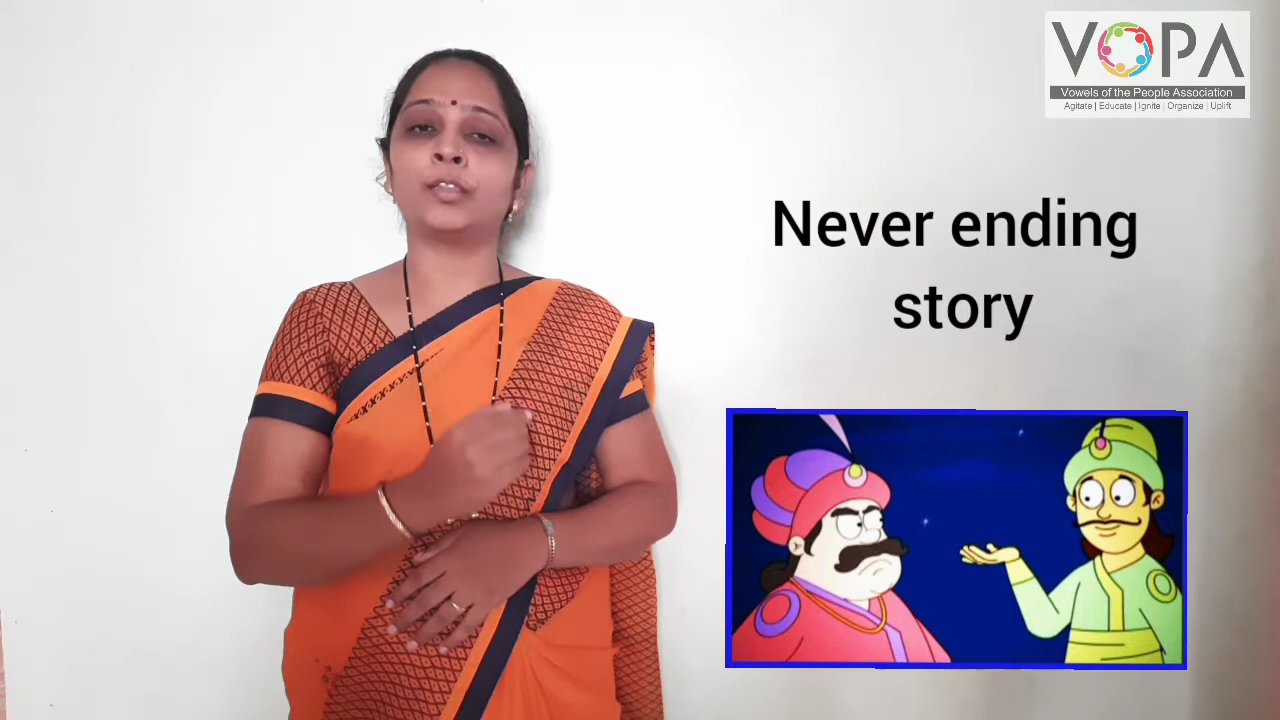 VOPA
Vowels of the People Association
Agitate | Educate | Ignite | Organize | Uplift
Never ending
story